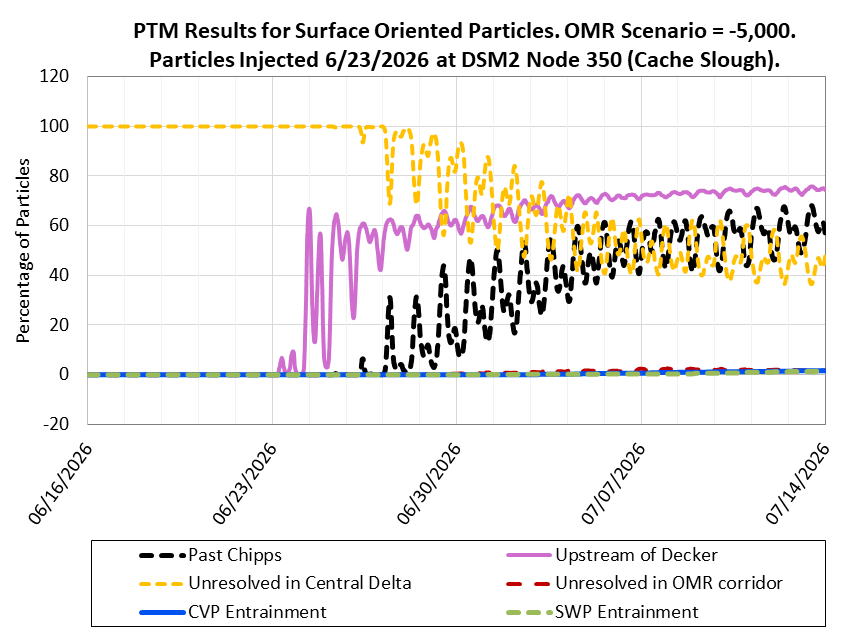 PTM Results for Surface Oriented Particles. OMR Scenario = -5,000.
Particles Injected 6/23/2026 at DSM2 Node 350 (Cache Slough).
120
100
80
60
40
20
0
-20
Percentage of Particles
06/16/2026
06/23/2026
06/30/2026
07/07/2026
07/14/2026
Past Chipps
Upstream of Decker
Unresolved in Central Delta
Unresolved in OMR corridor
CVP Entrainment
SWP Entrainment